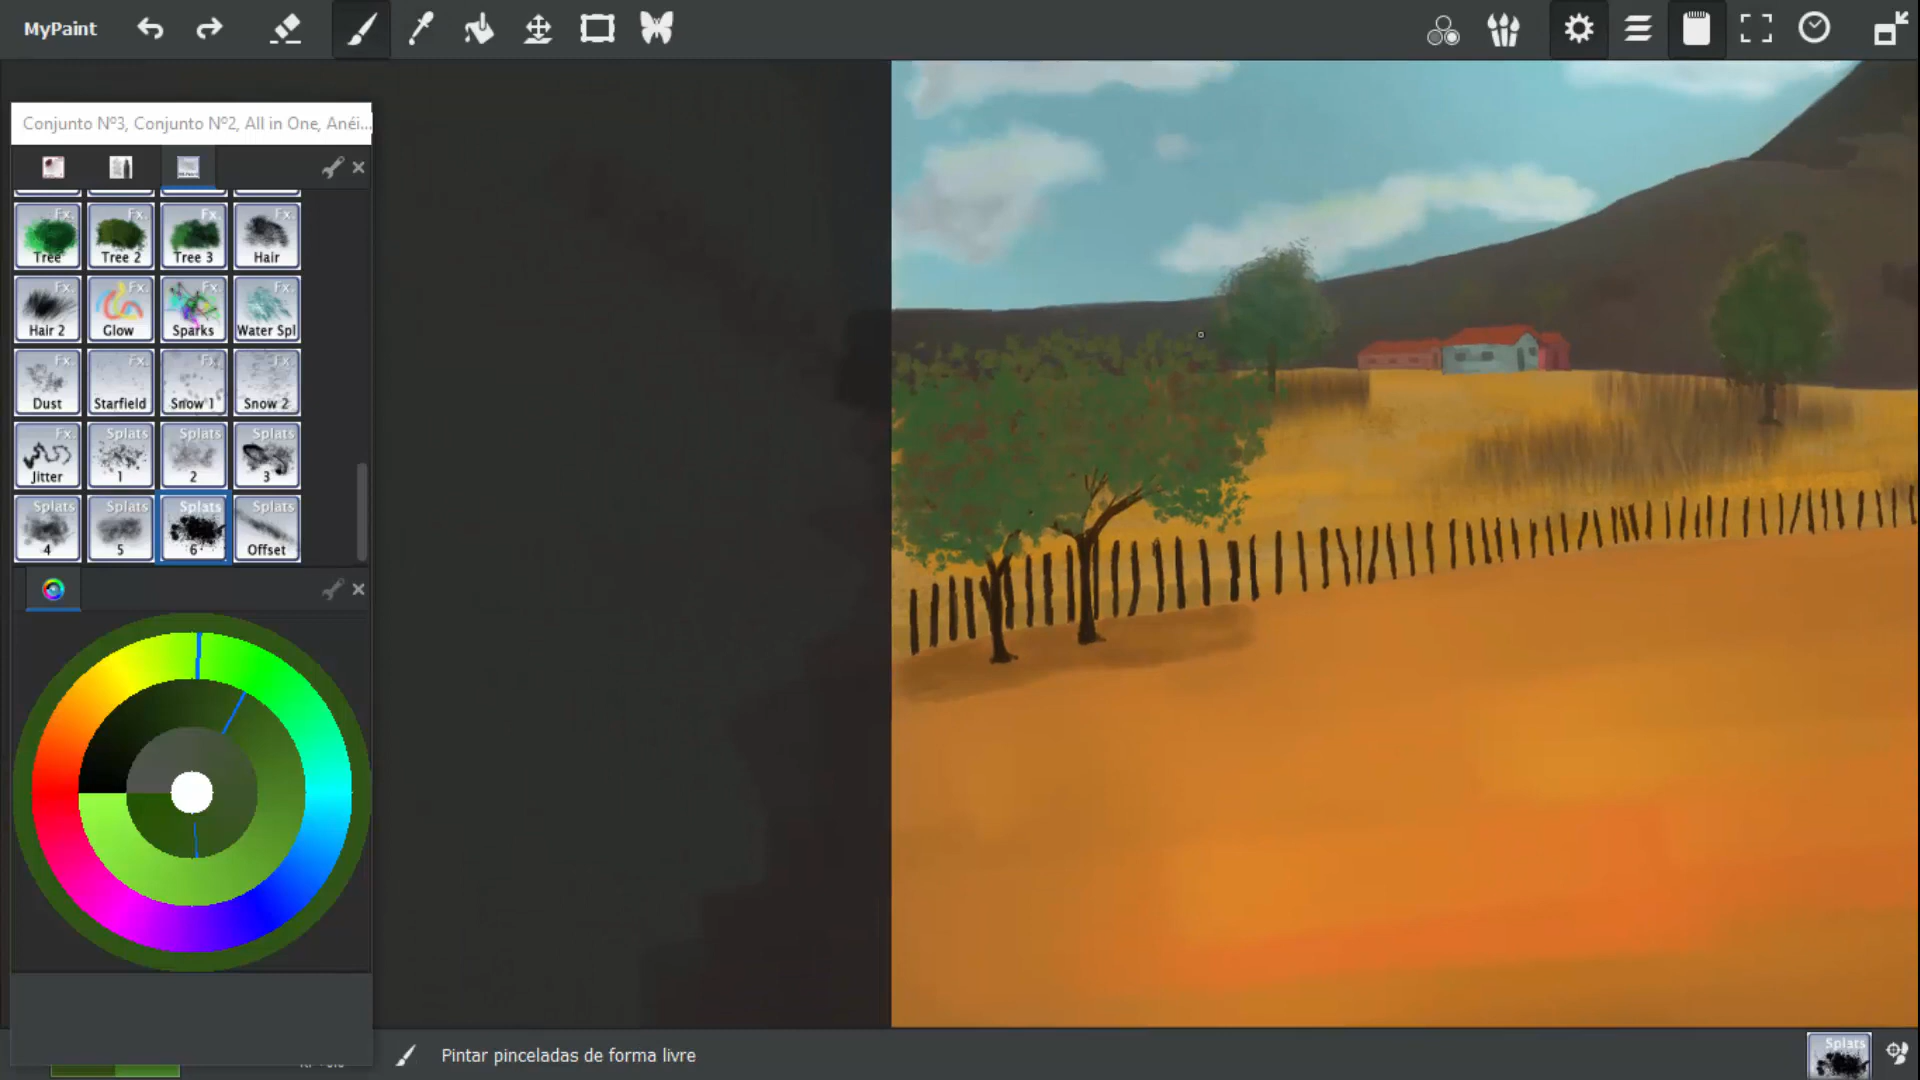 MyPaint
Conjunto Nº3, Conjunto Nº2, All in One, Anéi...
Fx. Fx. Fx. Fx.
Tree Tree 2 Tree 3 Hair
Fx. Fx. Fx. Fx.
Hair 2 Glow Sparks Water Spl
Fx. Fx. Fx. Fx.
Dust Starfield Snow 1 Snow 2
Fx. Splats Splats Splats
Jitter 1 2 3
Splats Splats Splats Splats
4 5 6 Offset
Pintar pinceladas de forma livre
Splats